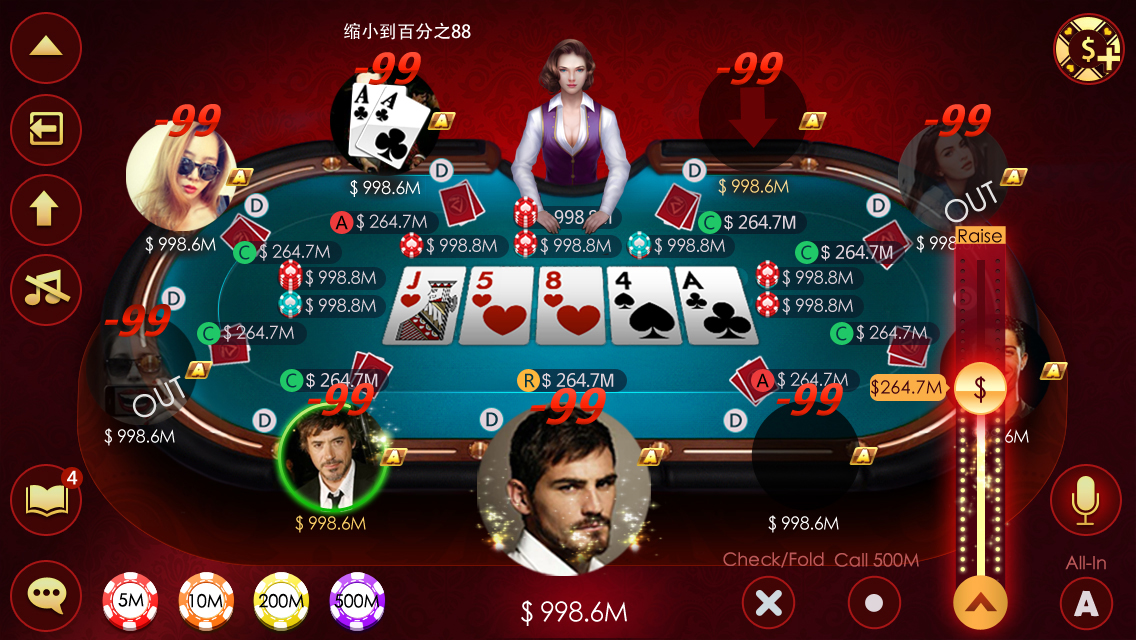 缩小到百分之88
-99
-99
-99
-99
A
A
A
A
A
A
D
D
$ 998.6M
$ 998.6M
OUT
D
D
$ 998.6M
$ 998
A $ 264.7M
998.8M
C $ 264.7M
Raise
C $ 264.7M
$ 998.8M
$ 998.8M
$ 998.8M
C $ 264.7M
$ 998.8M
J
5
8
4
A
$ 998.8M
$ 998.8M
$ 998.8M
D
-99
C $ 264.7M
C $ 264.7M
OUT
A
A
C $ 264.7M
R $ 264.7M
A $ 264.7M
$264.7M
$
-99
-99
-99
$ 998.6M
6M
D
D
D
A
A
A
4
$ 998.6M
$ 998.6M
Check/Fold
Call 500M
All-In
5M
10M
200M
500M
$ 998.6M
A